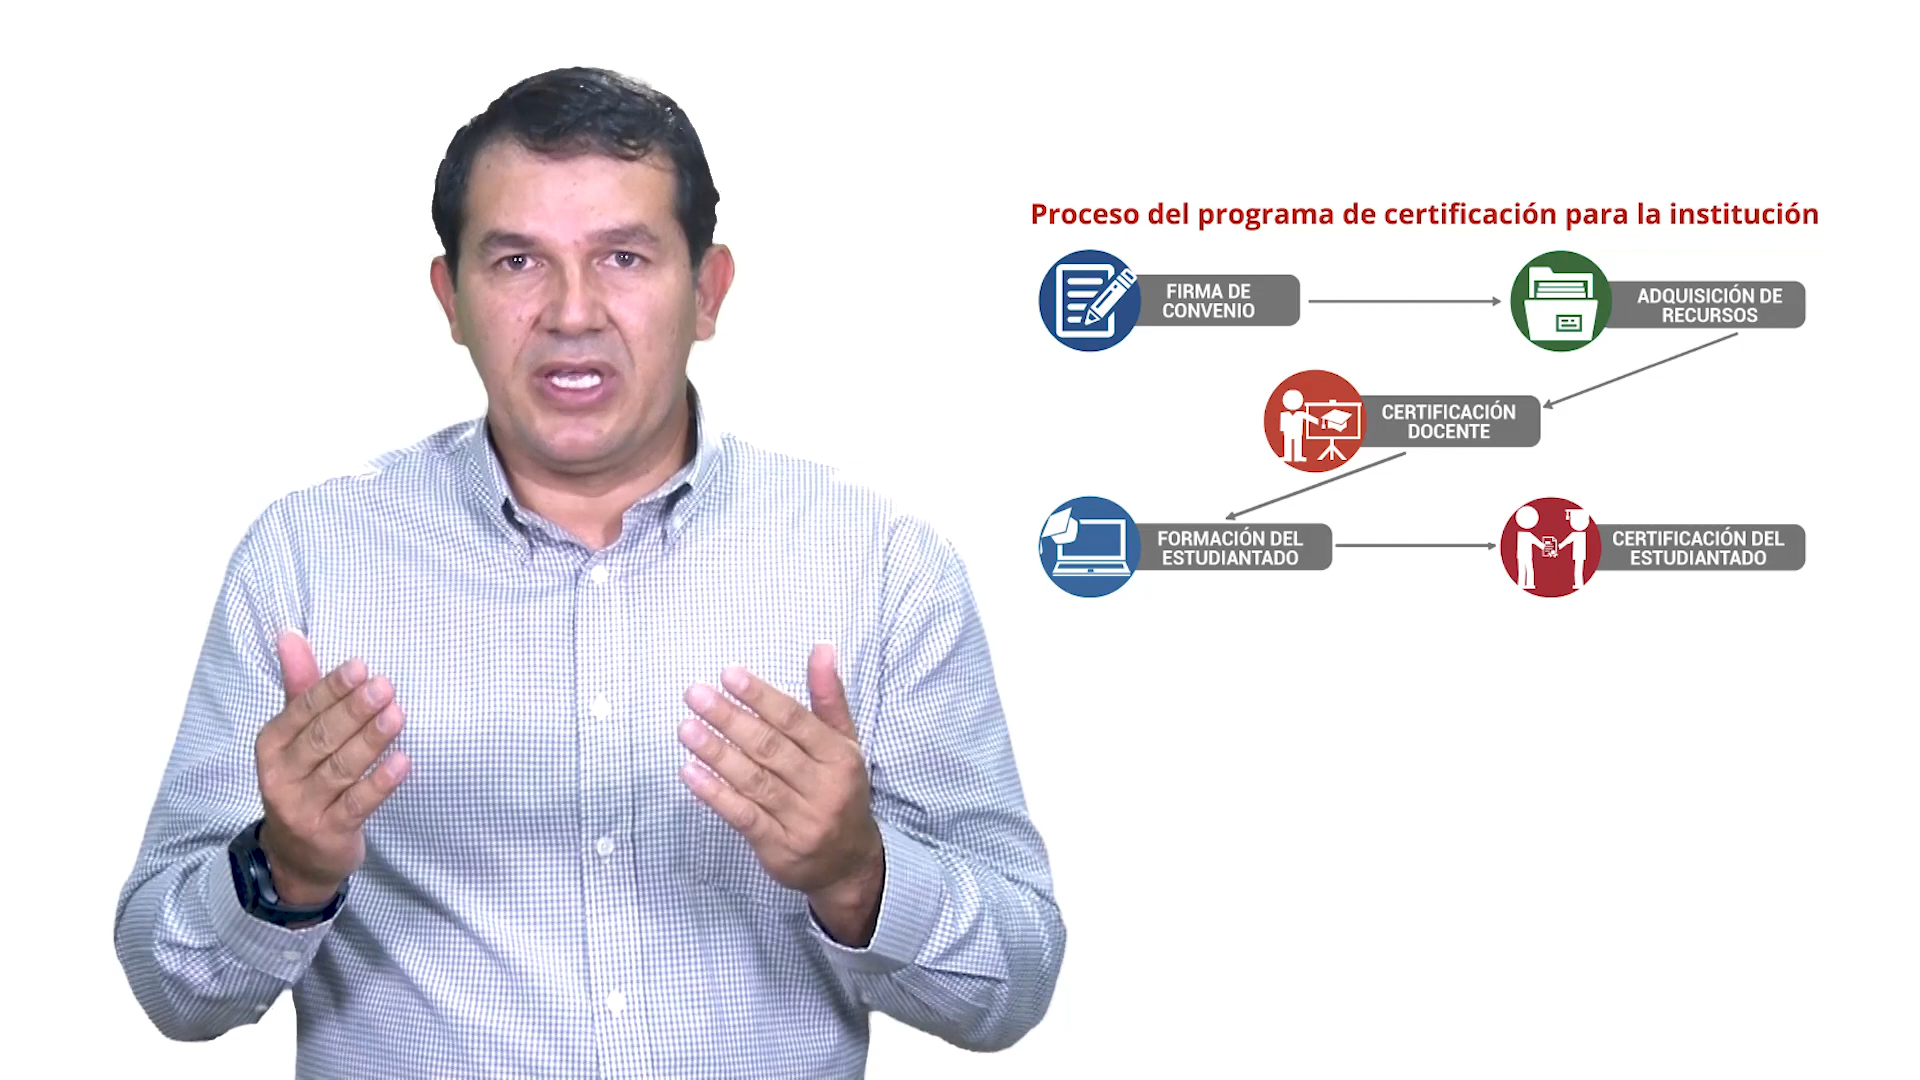 Proceso del programa de certificación para la institución
FIRMA DE
CONVENIO
ADQUISICIÓN DE
RECURSOS
CERTIFICACIÓN
DOCENTE
FORMACIÓN DEL
ESTUDIANTADO
CERTIFICACIÓN DEL
ESTUDIANTADO